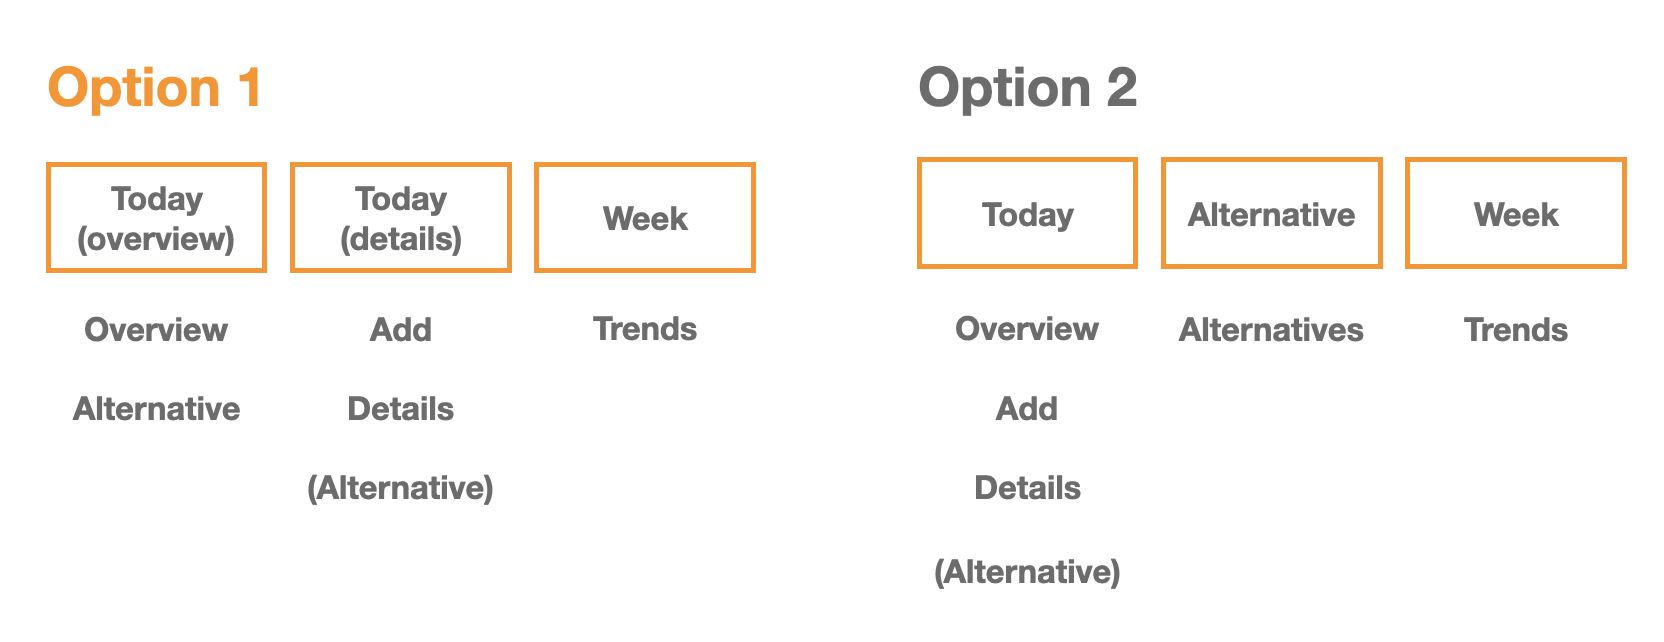 Option 1
Today
(overview)
Today
(details)
Week
Overview
Add
Trends
Alternative
Details
(Alternative)
Option 2
Today
Alternative
Week
Overview
Alternatives
Trends
Add
Details
(Alternative)